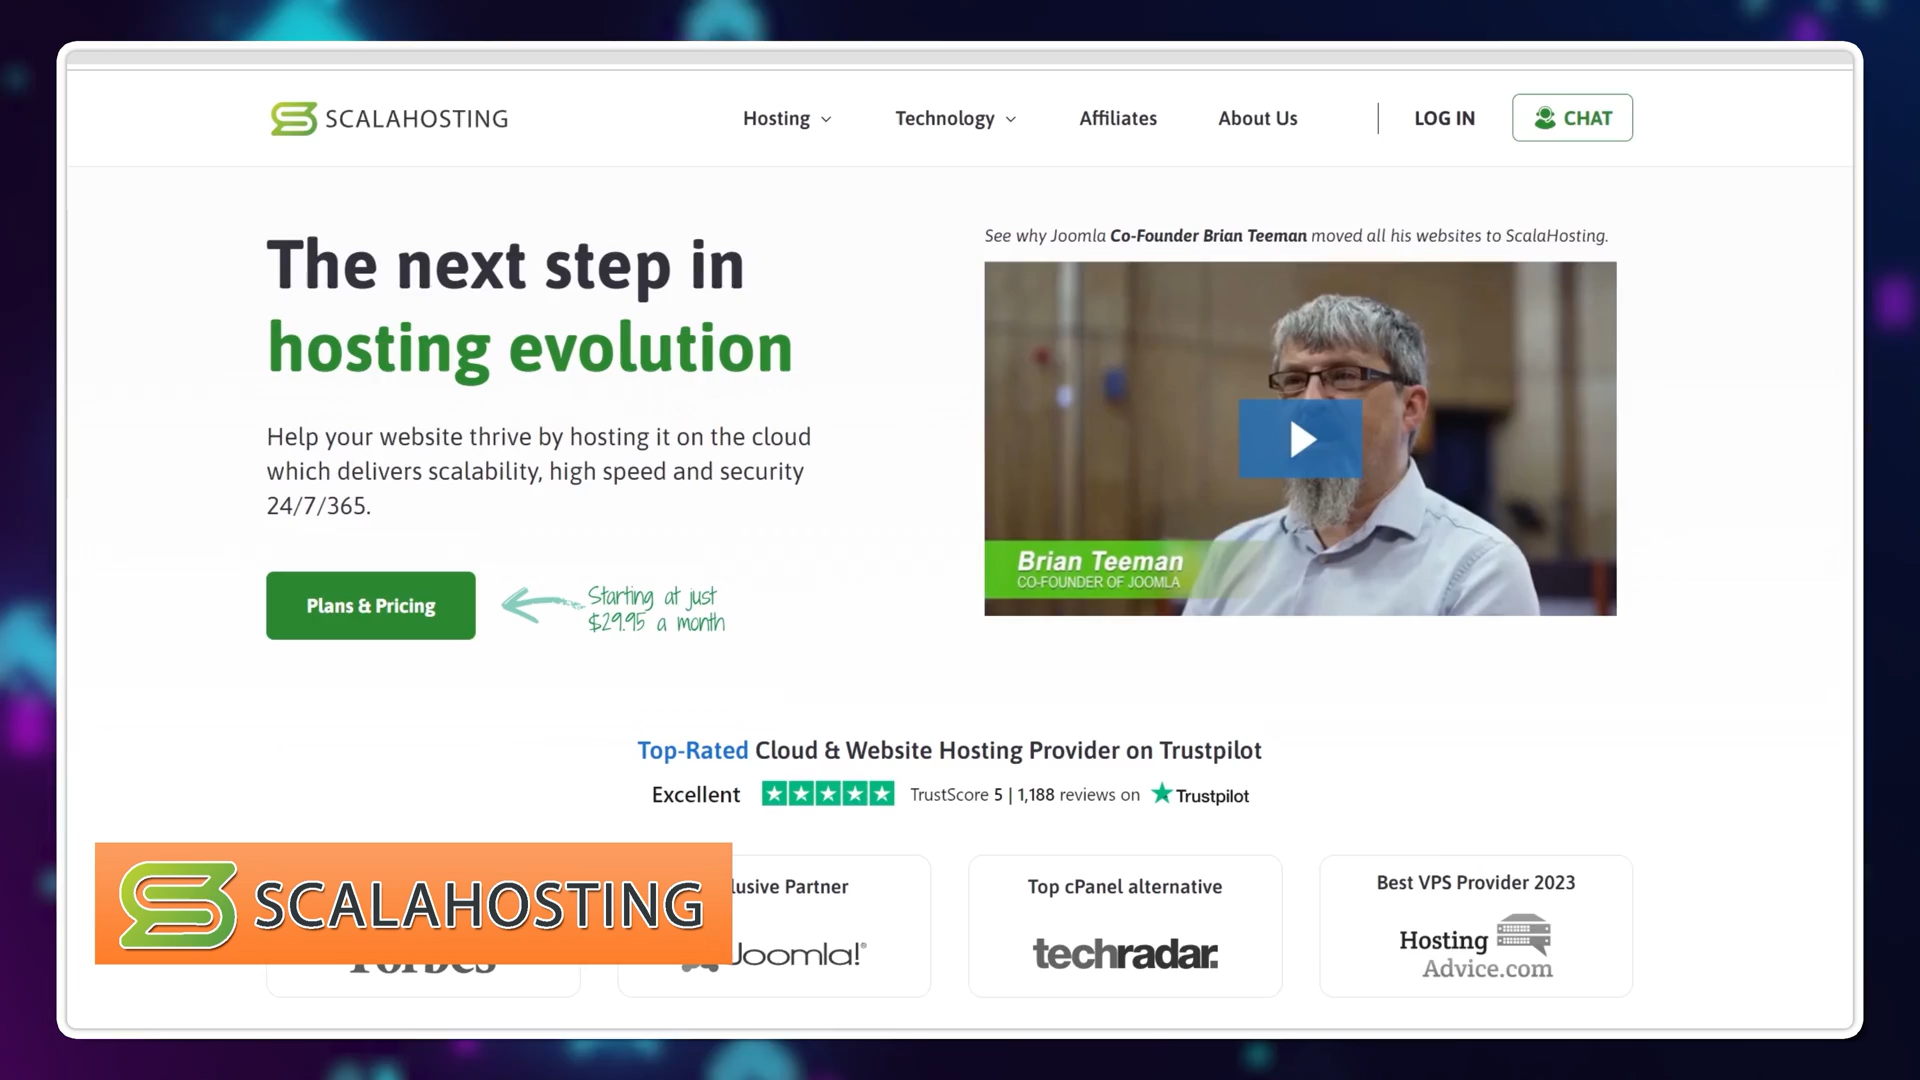 SCALAHOSTING
Hosting
Technology
Affiliates
About Us
LOG IN
CHAT
The next step in
hosting evolution
Help your website thrive by hosting it on the cloud
which delivers scalability, high speed and security
24/7/365.
Plans & Pricing
Starting at just
$29.95 a month
See why Joomla Co-Founder Brian Teeman moved all his websites to ScalaHosting.
Brian Teeman
CO-FOUNDER OF JOOMLA
Top-Rated Cloud & Website Hosting Provider on Trustpilot
Excellent TrustScore 5 | 1,188 reviews on Trustpilot
SCALAHOSTING
Partner
Joomla!®
Top cPanel alternative
techradar.
Best VPS Provider 2023
Hosting
Advice.com